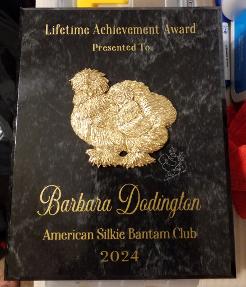 Lifetime Achievement Award
Presented To
Barbara Dodington
American Silkie Bantam Club
2024